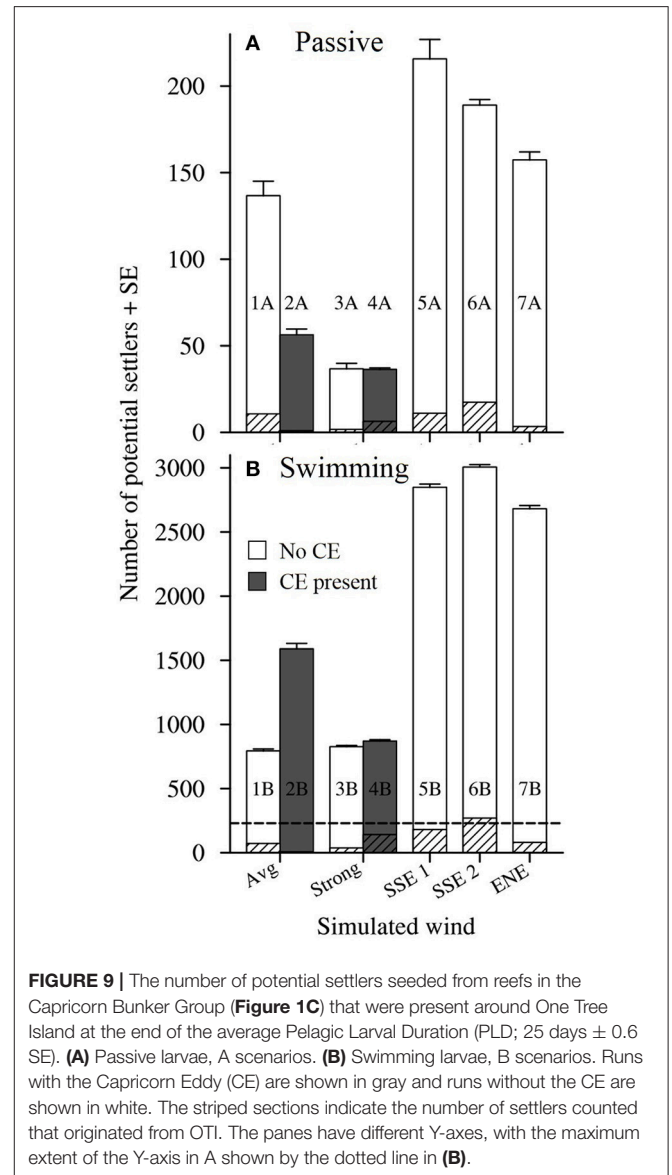 A Passive
200
150
100
50
0
1A 2A 3A 4A 5A 6A 7A
Number of potential settlers + SE
B Swimming
3000
2500
2000
1500
1000
500
0
No CE
CE present
1B 2B 3B 4B 5B 6B 7B
Avg Strong SSE 1 SSE 2 ENE
Simulated wind
FIGURE 9 | The number of potential settlers seeded from reefs in the
Capricorn Bunker Group (Figure 1C) that were present around One Tree
Island at the end of the average Pelagic Larval Duration (PLD; 25 days ± 0.6
SE). (A) Passive larvae, A scenarios. (B) Swimming larvae, B scenarios. Runs
with the Capricorn Eddy (CE) are shown in gray and runs without the CE are
shown in white. The striped sections indicate the number of settlers counted
that originated from OTI. The panes have different Y-axes, with the maximum
extent of the Y-axis in A shown by the dotted line in (B).